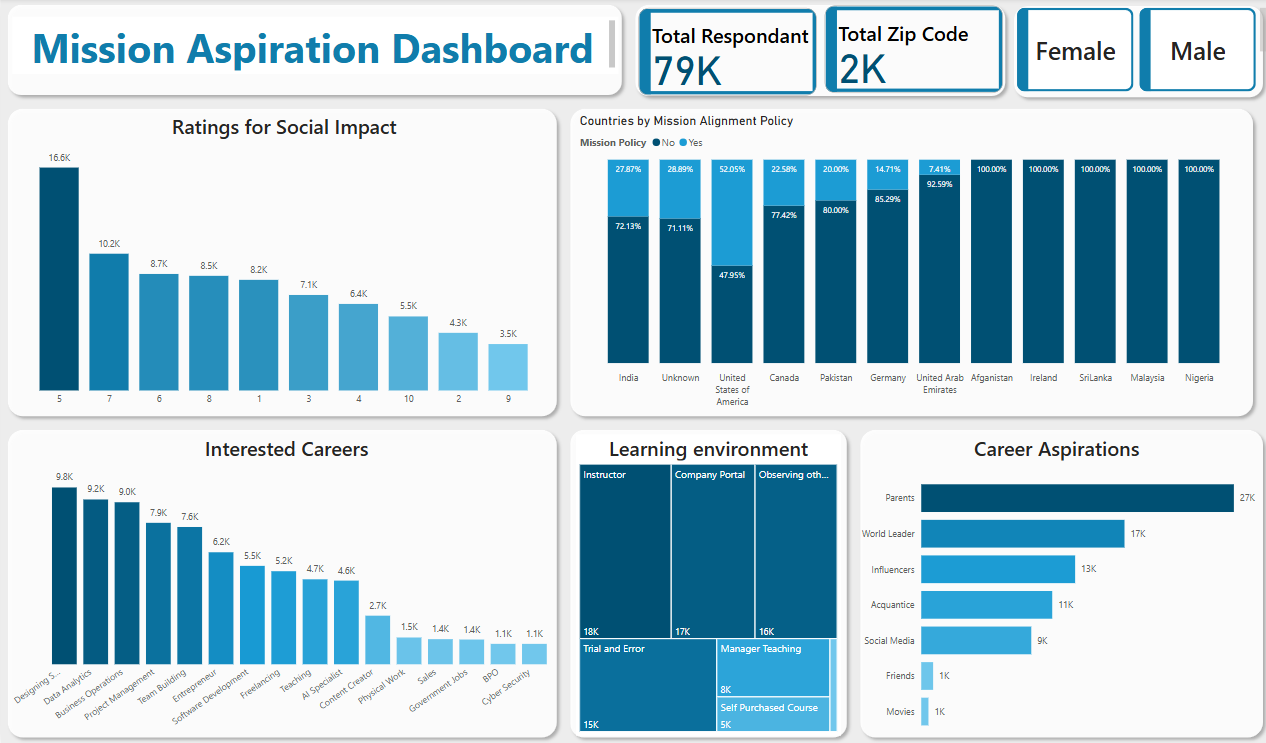 Mission Aspiration Dashboard
Total Respondant
79K
Total Zip Code
2K
Female
Male
Ratings for Social Impact
16.6K
10.2K
8.7K
8.5K
8.2K
7.1K
6.4K
5.5K
4.3K
3.5K
5 7 6 8 1 3 4 10 2 9
Countries by Mission Alignment Policy
Mission Policy No Yes
27.87% 28.89% 52.05% 22.58% 20.00% 14.71% 7.41% 100.00% 100.00% 100.00% 100.00% 100.00%
72.13% 71.11% 47.95% 77.42% 80.00% 85.29% 92.59%
India
Unknown
United
States of
America
Canada
Pakistan
Germany
United Arab
Emirates
Afganistan
Ireland
SriLanka
Malaysia
Nigeria
Interested Careers
9.8K
9.2K
9.0K
7.9K
7.6K
6.2K
5.5K
5.2K
4.7K
4.6K
2.7K
1.5K
1.4K
1.4K
1.1K
1.1K
Designing S...
Data Analytics
Business Operations
Project Management
Team Building
Entrepreneur
Software Development
Freelancing
Teaching
AI Specialist
Content Creator
Physical Work
Sales
Government Jobs
BPO
Cyber Security
Learning environment
Instructor
18K
Company Portal
17K
Observing oth...
16K
Trial and Error
15K
Manager Teaching
8K
Self Purchased Course
5K
Career Aspirations
Parents 27K
World Leader 17K
Influencers 13K
Acquantice 11K
Social Media 9K
Friends 1K
Movies 1K